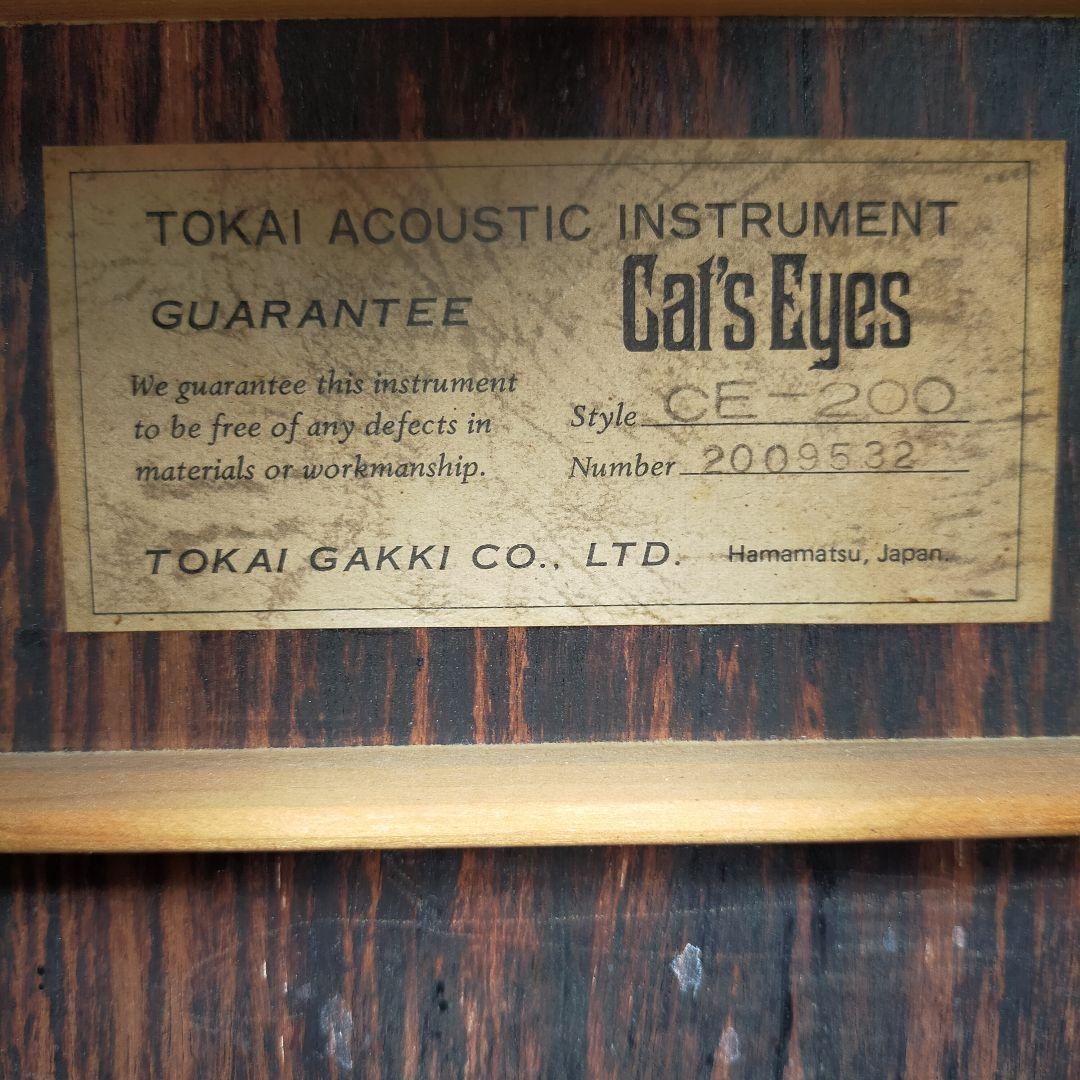 TOKAI ACOUSTIC INSTRUMENT
GUARANTEE
Cat's Eyes
We guarantee this instrument
to be free of any defects in
materials or workmanship.
Style CE-200
Number 2009532
TOKAI GAKKI CO., LTD. Hamamatsu, Japan.